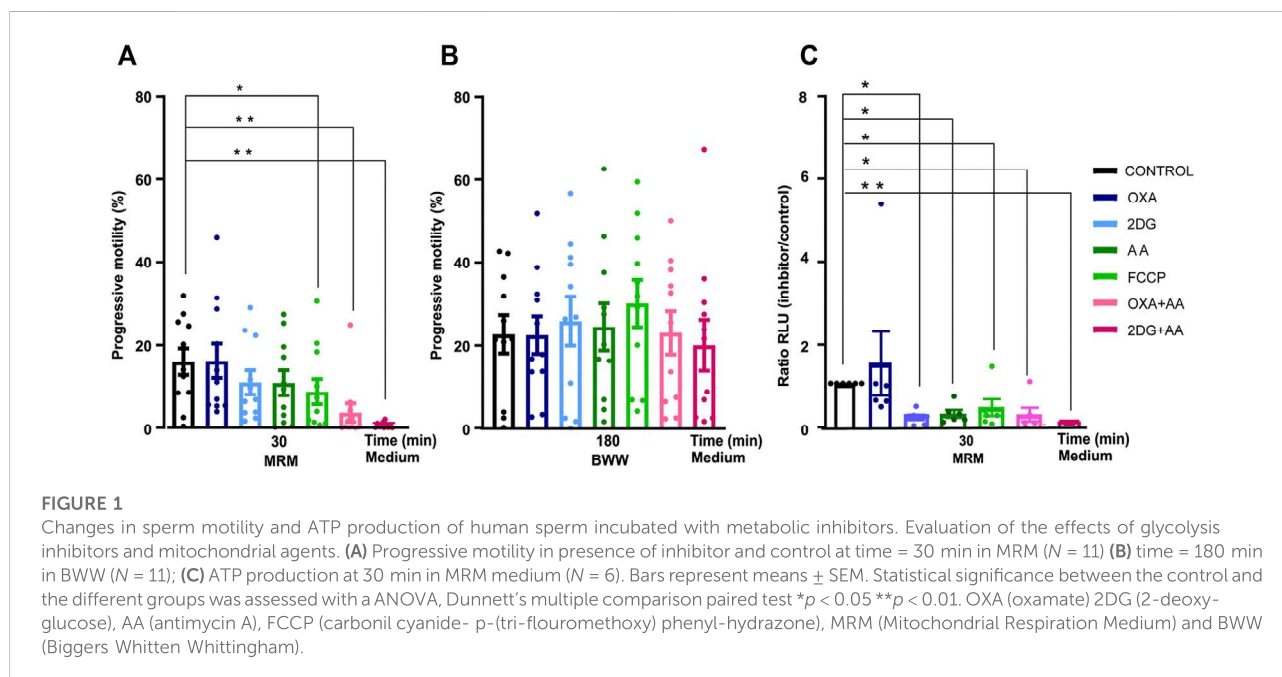 A
B
C
*
* *
* *
80
60
40
20
0
Progressive motility (%)
30
MRM
Time (min)
Medium
80
60
40
20
0
Progressive motility (%)
180
BWW
Time (min)
Medium
*
*
*
*
* *
8
6
4
2
0
Ratio RLU (inhbitor/control)
30
MRM
Time (min)
Medium
CONTROL
OXA
2DG
AA
FCCP
OXA+AA
2DG+AA
FIGURE 1
Changes in sperm motility and ATP production of human sperm incubated with metabolic inhibitors. Evaluation of the effects of glycolysis
inhibitors and mitochondrial agents. (A) Progressive motility in presence of inhibitor and control at time = 30 min in MRM (N = 11) (B) time = 180 min
in BWW (N = 11); (C) ATP production at 30 min in MRM medium (N = 6). Bars represent means ± SEM. Statistical significance between the control and
the different groups was assessed with a ANOVA, Dunnett's multiple comparison paired test *p < 0.05 **p < 0.01. OXA (oxamate) 2DG (2-deoxy-
glucose), AA (antimycin A), FCCP (carbonil cyanide- p-(tri-flouromethoxy) phenyl-hydrazone), MRM (Mitochondrial Respiration Medium) and BWW
(Biggers Whitten Whittingham).